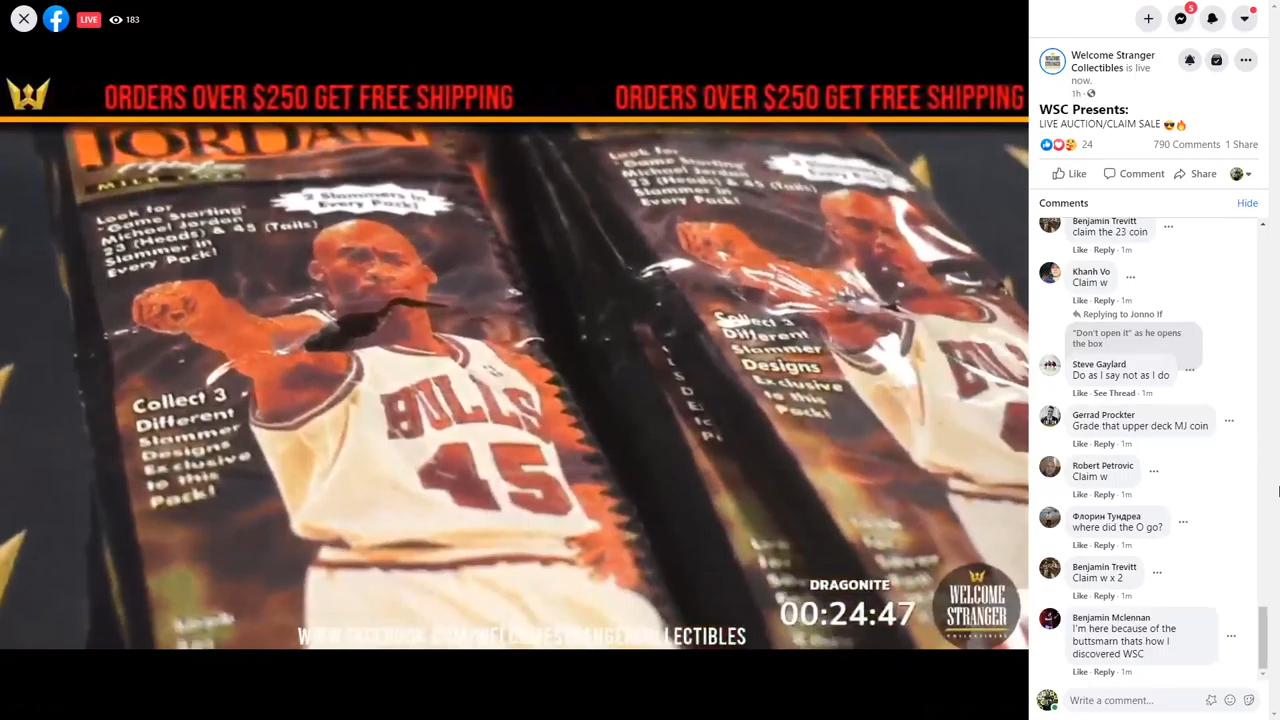 LIVE
183
ORDERS OVER $250 GET FREE SHIPPING
ORDERS OVER $250 GET FREE SHIPPING
JORDAN
Look for
"Game Starting"
Michael Jordan
23 (Heads) & 45 (Tails)
Slammer in
Every Pack!
2 Slammers in
Every Pack!
Collect 3
Different
Slammer
Designs
Exclusive
to this
Pack!
BULLS
45
Look for
Michael Jordan
23 (Heads) & 45 (Tails)
Slammer in
Every Pack!
Collect 3
Different
Slammer
Designs
Exclusive
to this
Pack!
DRAGONITE
00:24:47
WELCOME
STRANGER
COLLECTIBLES
5
Welcome Stranger
Collectibles is live
now.
1h ·
WSC Presents:
LIVE AUCTION/CLAIM SALE 😎🔥
24
790 Comments 1 Share
Like
Comment
Share
Comments
Hide
Benjamin Trevitt
claim the 23 coin
Like · Reply · 1m
Khanh Vo
Claim w
Like · Reply · 1m
Replying to Jonno If
"Don't open it" as he opens
the box
Steve Gaylard
Do as I say not as I do
Like · See Thread · 1m
Gerrad Prockter
Grade that upper deck MJ coin
Like · Reply · 1m
Robert Petrovic
Claim w
Like · Reply · 1m
Флорин Тундреа
where did the O go?
Like · Reply · 1m
Benjamin Trevitt
Claim w x 2
Like · Reply · 1m
Benjamin Mclennan
I'm here because of the
buttsmarn thats how I
discovered WSC
Like · Reply · 1m
Write a comment...